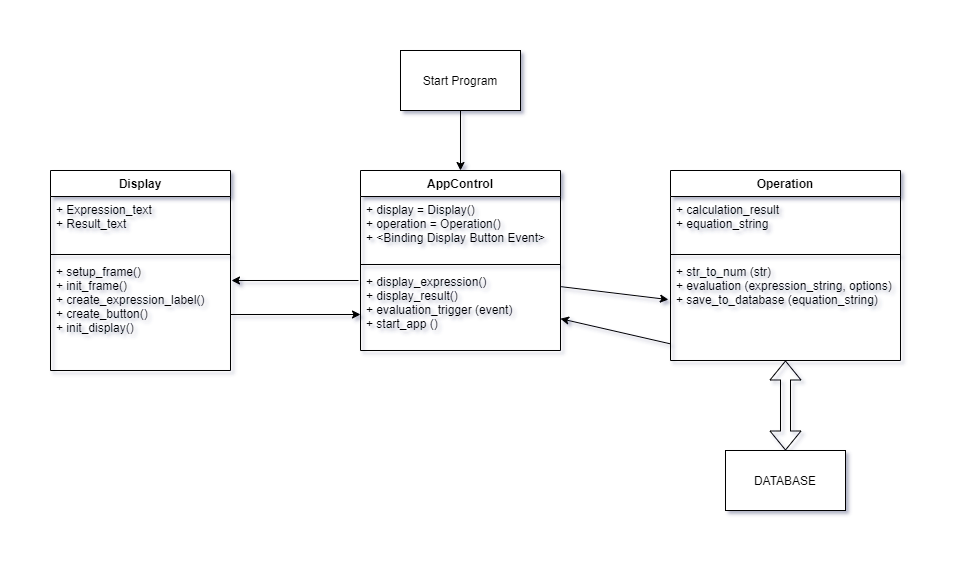 Start Program
Display
+ Expression_text
+ Result_text
+ setup_frame()
+ init_frame()
+ create_expression_label()
+ create_button()
+ init_display()
AppControl
+ display = Display()
+ operation = Operation()
+ <Binding Display Button Event>
+ display_expression()
+ display_result()
+ evaluation_trigger (event)
+ start_app ()
Operation
+ calculation_result
+ equation_string
+ str_to_num (str)
+ evaluation (expression_string, options)
+ save_to_database (equation_string)
DATABASE